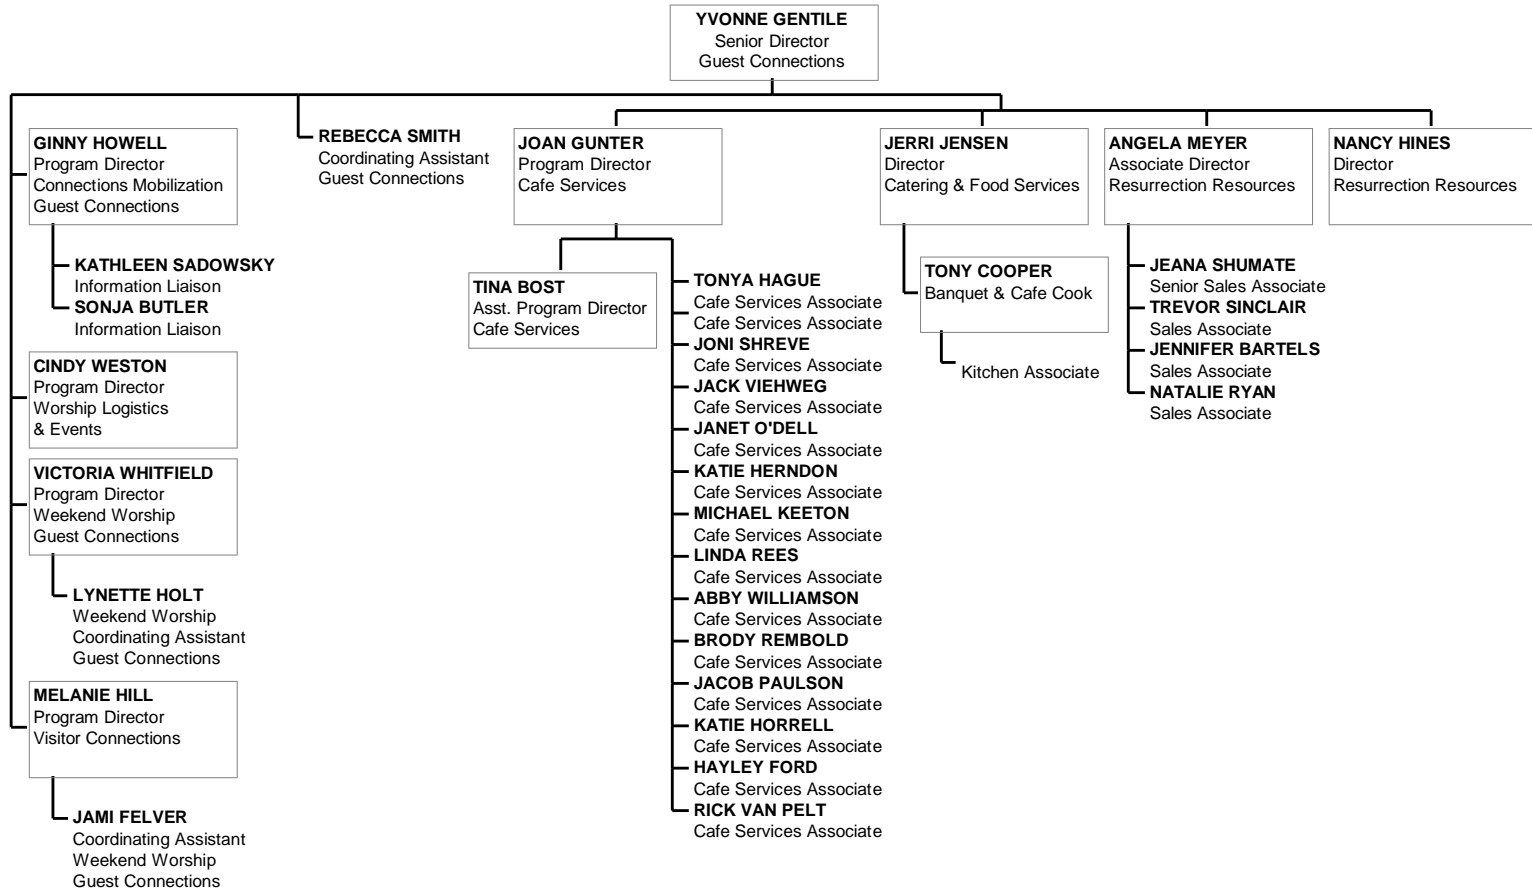 YVONNE GENTILE
Senior Director
Guest Connections
GINNY HOWELL
Program Director
Connections Mobilization
Guest Connections
KATHLEEN SADOWSKY
Information Liaison
SONJA BUTLER
Information Liaison
CINDY WESTON
Program Director
Worship Logistics
& Events
VICTORIA WHITFIELD
Program Director
Weekend Worship
Guest Connections
LYNETTE HOLT
Weekend Worship
Coordinating Assistant
Guest Connections
MELANIE HILL
Program Director
Visitor Connections
JAMI FELVER
Coordinating Assistant
Weekend Worship
Guest Connections
REBECCA SMITH
Coordinating Assistant
Guest Connections
JOAN GUNTER
Program Director
Cafe Services
TINA BOST
Asst. Program Director
Cafe Services
TONYA HAGUE
Cafe Services Associate
Cafe Services Associate
JONI SHREVE
Cafe Services Associate
JACK VIEHWEG
Cafe Services Associate
JANET O'DELL
Cafe Services Associate
KATIE HERNDON
Cafe Services Associate
MICHAEL KEETON
Cafe Services Associate
LINDA REES
Cafe Services Associate
ABBY WILLIAMSON
Cafe Services Associate
BRODY REMBOLD
Cafe Services Associate
JACOB PAULSON
Cafe Services Associate
KATIE HORRELL
Cafe Services Associate
HAYLEY FORD
Cafe Services Associate
RICK VAN PELT
Cafe Services Associate
JERRI JENSEN
Director
Catering & Food Services
TONY COOPER
Banquet & Cafe Cook
Kitchen Associate
ANGELA MEYER
Associate Director
Resurrection Resources
JEANA SHUMATE
Senior Sales Associate
TREVOR SINCLAIR
Sales Associate
JENNIFER BARTELS
Sales Associate
NATALIE RYAN
Sales Associate
NANCY HINES
Director
Resurrection Resources